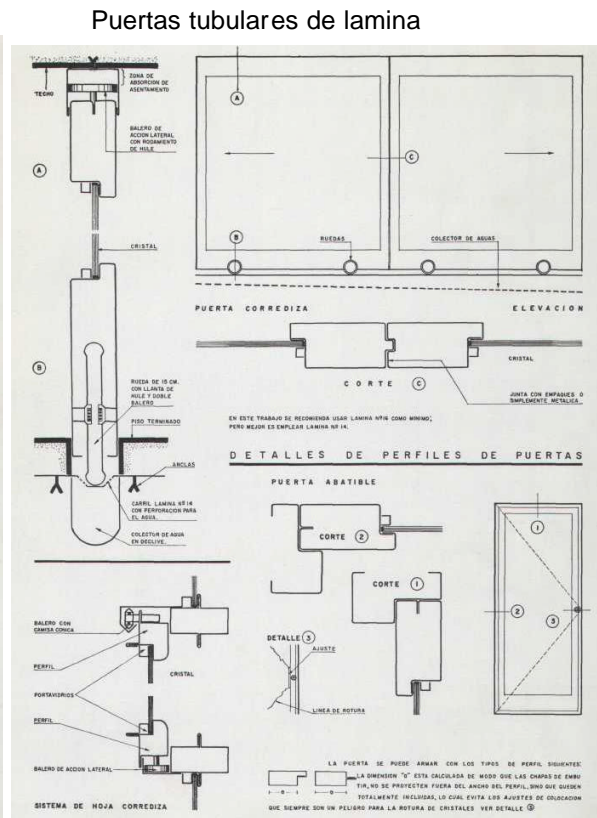 Puertas tubulares de lamina
ZONA DE
ABSORCION DE
ASENTAMIENTO
TECHO
BALERO DE
ACCION LATERAL
CON RODAMIENTO
DE HULE
A
CRISTAL
B
RUEDA DE 15 CM.
CON LLANTA DE
HULE Y DOBLE
BALERO
PISO TERMINADO
ANCLAS
CARRIL LAMINA Nº 14
CON PERFORACION PARA
EL AGUA.
COLECTOR DE AGUA
EN DECLIVE.
A
C
B
RUEDAS
COLECTOR DE AGUAS
PUERTA CORREDIZA
ELEVACION
CRISTAL
CORTE C
JUNTA CON EMPAQUES O
SIMPLEMENTE METALICA.
EN ESTE TRABAJO SE RECOMIENDA USAR LAMINA Nº16 COMO MINIMO;
PERO MEJOR ES EMPLEAR LAMINA Nº 14.
DETALLES DE PERFILES DE PUERTAS
PUERTA ABATIBLE
CORTE 2
CORTE 1
1
2
3
DETALLE 3
AJUSTE
LINEA DE ROTURA
BALERO CON
CAMISA CONICA
PERFIL
CRISTAL
PORTAVIDRIOS
PERFIL
BALERO DE ACCION LATERAL
SISTEMA DE HOJA CORREDIZA
LA PUERTA SE PUEDE ARMAR CON LOS TIPOS DE PERFIL SIGUIENTES:
LA DIMENSION "B" ESTA CALCULADA DE MODO QUE LAS CHAPAS DE EMBU
TIR, NO SE PROYECTEN FUERA DEL ANCHO DEL PERFIL, SINO QUE QUEDEN
TOTALMENTE INCLUIDAS, LO CUAL EVITA LOS AJUSTES DE COLOCACION
QUE SIEMPRE SON UN PELIGRO PARA LA ROTURA DE CRISTALES VER DETALLE 3